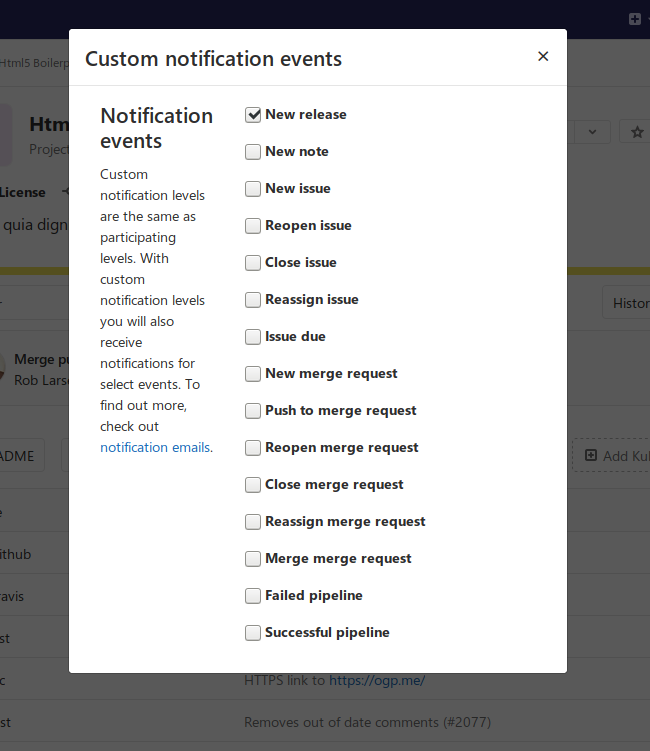 Custom notification events
×
Html5 Boilerp
Htm
Project
License
quia dign
Notification
events
Custom
notification levels
are the same as
participating
levels. With
custom
notification levels
you will also
receive
notifications for
select events. To
find out more,
check out
notification emails.
New release
New note
New issue
Reopen issue
Close issue
Reassign issue
Issue due
New merge request
Push to merge request
Reopen merge request
Close merge request
Reassign merge request
Merge merge request
Failed pipeline
Successful pipeline
Histor
Merge pu
Rob Larse
ADME
Add Kub
e
ithub
ravis
st
c
HTTPS link to https://ogp.me/
st
Removes out of date comments (#2077)